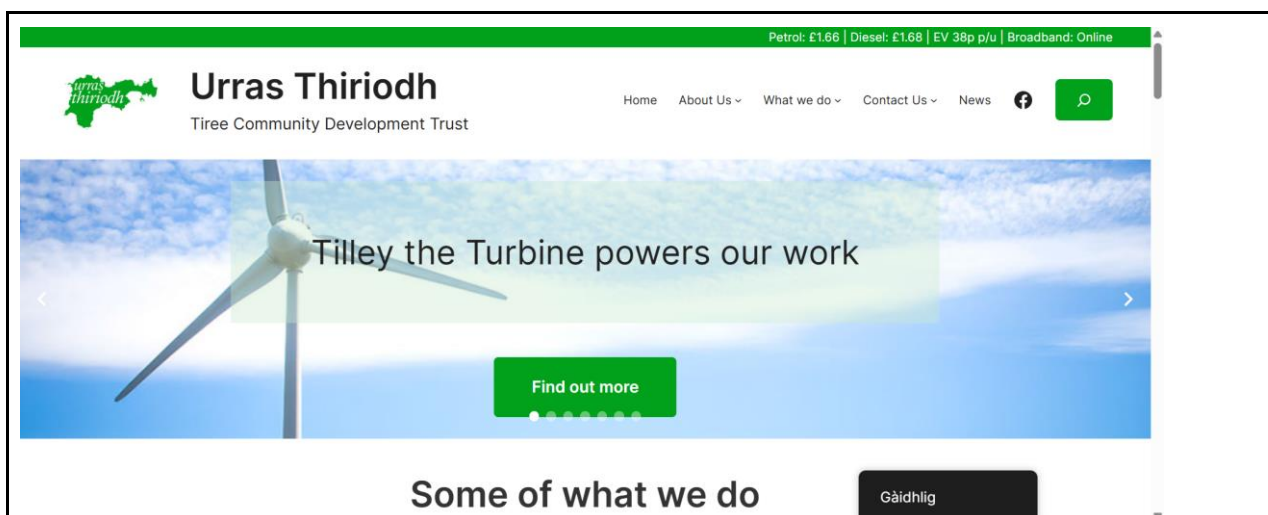 Petrol: £1.66 | Diesel: £1.68 | EV 38p p/u | Broadband: Online
urras
thiriodh
Urras Thiriodh
Tiree Community Development Trust
Home About Us What we do Contact Us News
Tilley the Turbine powers our work
Find out more
Some of what we do
Gàidhlig